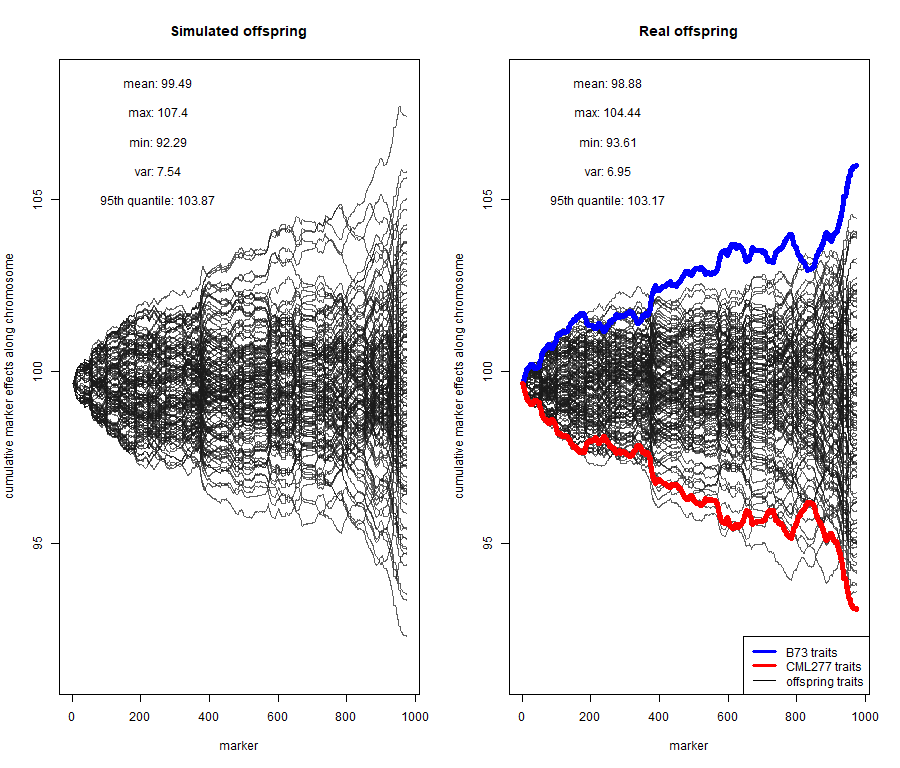 Simulated offspring
mean: 99.49
max: 107.4
min: 92.29
var: 7.54
95th quantile: 103.87
cumulative marker effects along chromosome
105
100
95
0 200 400 600 800 1000
marker
Real offspring
mean: 98.88
max: 104.44
min: 93.61
var: 6.95
95th quantile: 103.17
cumulative marker effects along chromosome
105
100
95
B73 traits
CML277 traits
offspring traits
0 200 400 600 800 1000
marker